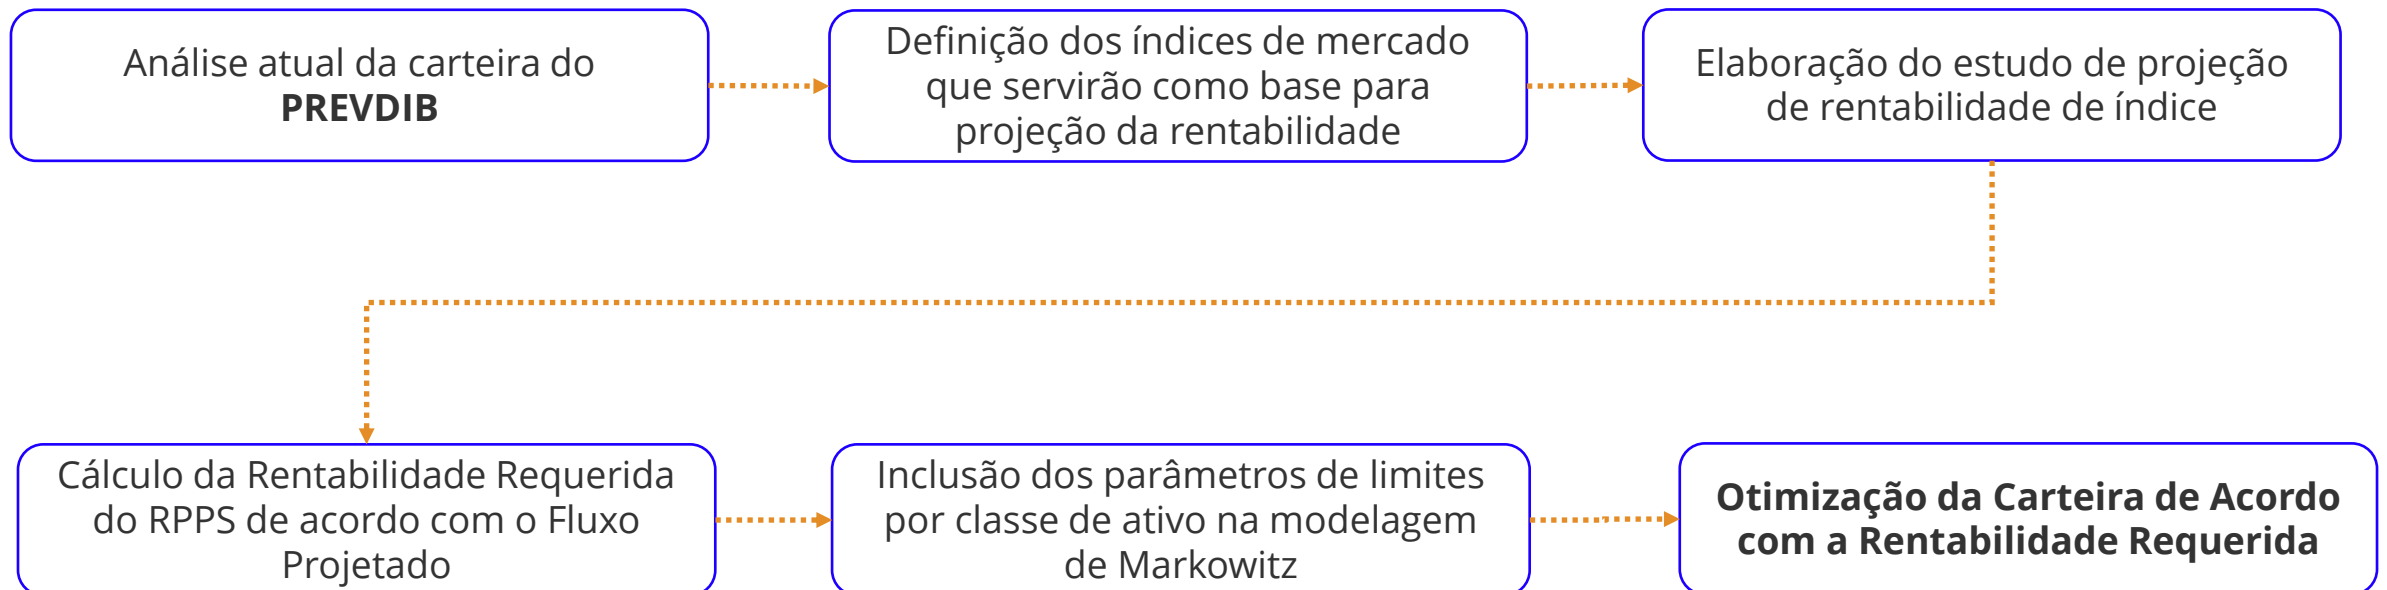 Análise atual da carteira do
PREVDIB
Definição dos índices de mercado
que servirão como base para
projeção da rentabilidade
Elaboração do estudo de projeção
de rentabilidade de índice
Cálculo da Rentabilidade Requerida
do RPPS de acordo com o Fluxo
Projetado
Inclusão dos parâmetros de limites
por classe de ativo na modelagem
de Markowitz
Otimização da Carteira de Acordo
com a Rentabilidade Requerida